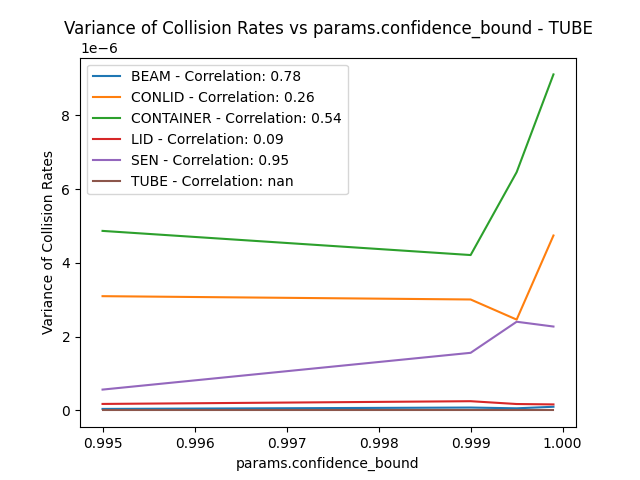 Variance of Collision Rates vs params.confidence_bound - TUBE
1e−6
BEAM - Correlation: 0.78
CONLID - Correlation: 0.26
CONTAINER - Correlation: 0.54
LID - Correlation: 0.09
SEN - Correlation: 0.95
TUBE - Correlation: nan
Variance of Collision Rates
8
6
4
2
0
0.995 0.996 0.997 0.998 0.999 1.000
params.confidence_bound